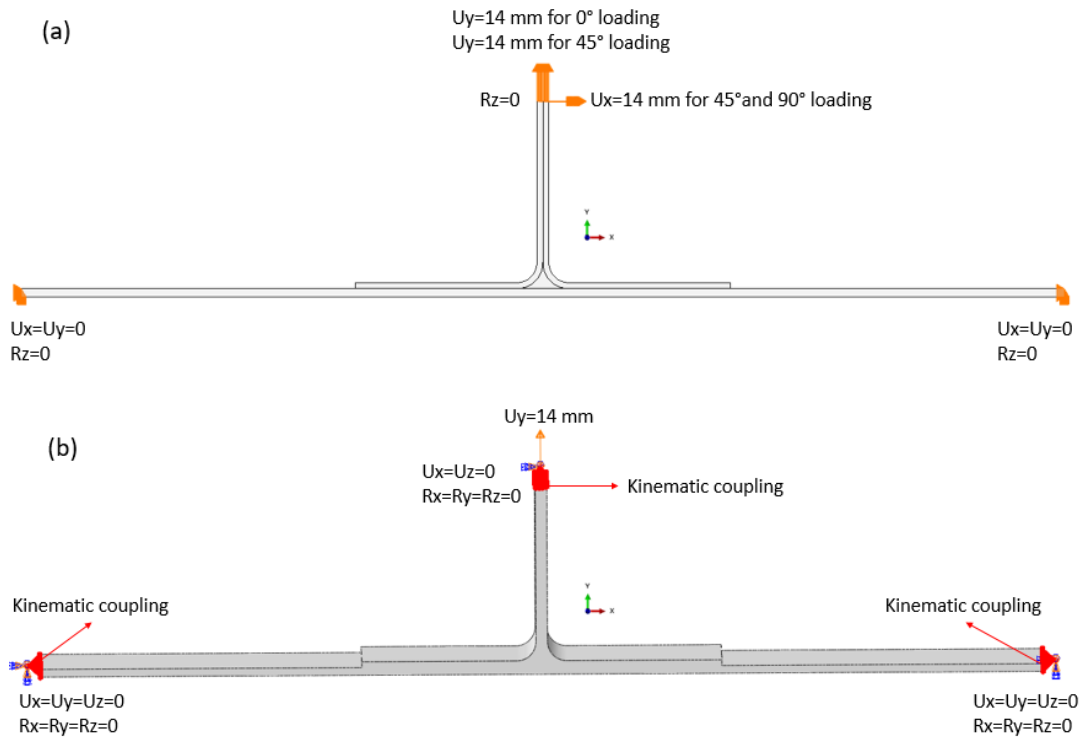 (a)
Uy=14 mm for 0° loading
Uy=14 mm for 45° loading
Rz=0
Ux=14 mm for 45°and 90° loading
Y
X
Ux=Uy=0
Rz=0
Ux=Uy=0
Rz=0
(b)
Uy=14 mm
Ux=Uz=0
Rx=Ry=Rz=0
Kinematic coupling
Y
X
Kinematic coupling
Kinematic coupling
Ux=Uy=Uz=0
Rx=Ry=Rz=0
Ux=Uy=Uz=0
Rx=Ry=Rz=0